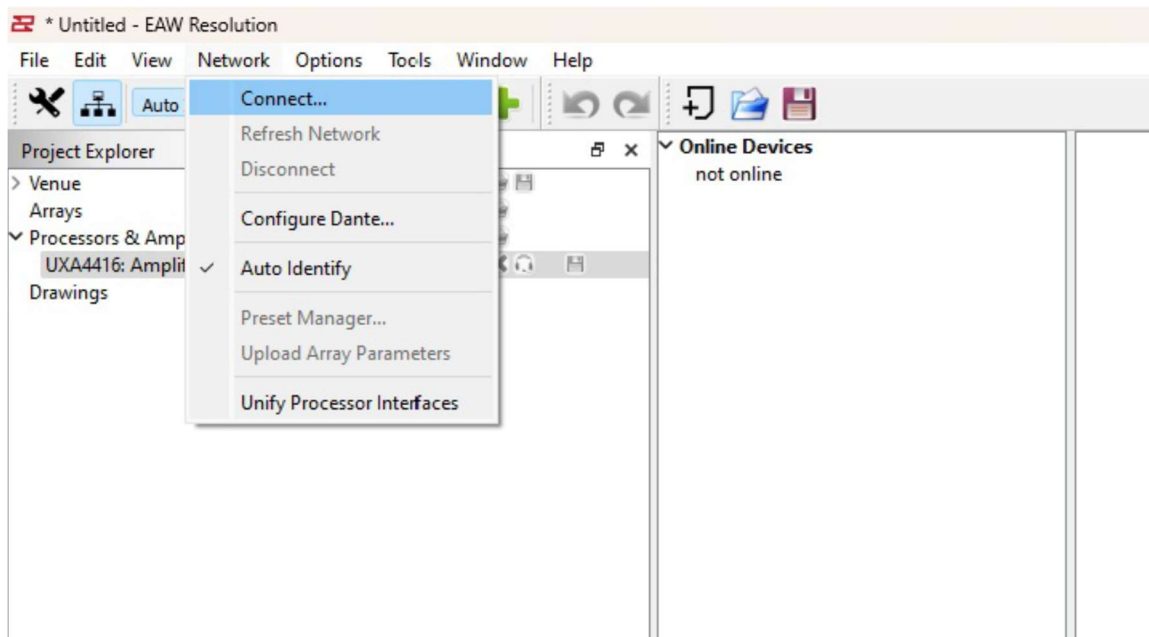 * Untitled - EAW Resolution
File Edit View Network Options Tools Window Help
Auto
Connect...
Refresh Network
Disconnect
Configure Dante...
Auto Identify
Preset Manager...
Upload Array Parameters
Unify Processor Interfaces
Project Explorer
Venue
Arrays
Processors & Amp
UXA4416: Amplif
Drawings
Online Devices
not online